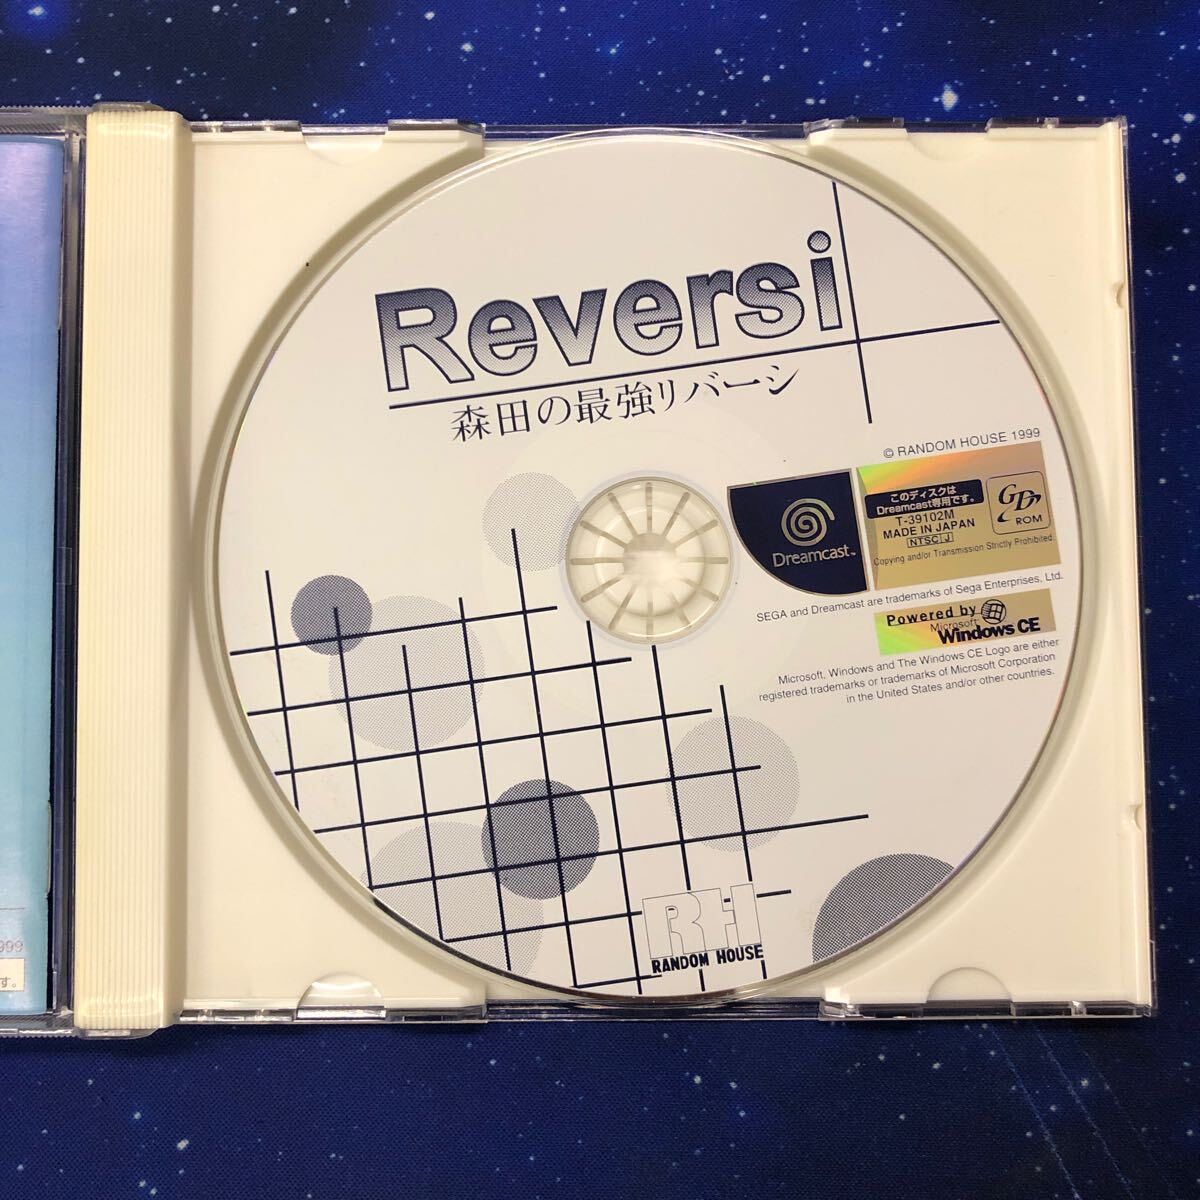 Reversi
森田の最強リバーシ
© RANDOM HOUSE 1999
Dreamcast™
このディスクは
Dreamcast専用です。
T-39102M
MADE IN JAPAN
NTSC J
GD
ROM
Copying and/or Transmission Strictly Prohibited.
SEGA and Dreamcast are trademarks of Sega Enterprises, Ltd.
Powered by
Microsoft
Windows CE
Microsoft, Windows and The Windows CE Logo are either
registered trademarks or trademarks of Microsoft Corporation
in the United States and/or other countries.
RH
RANDOM HOUSE
999
す。